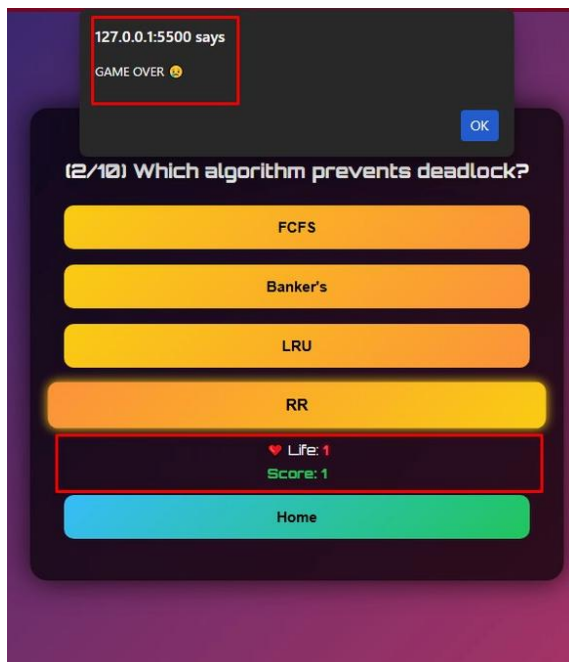 127.0.0.1:5500 says
GAME OVER 😢
OK
(2/10) Which algorithm prevents deadlock?
FCFS
Banker's
LRU
RR
❤ Life: 1
Score: 1
Home